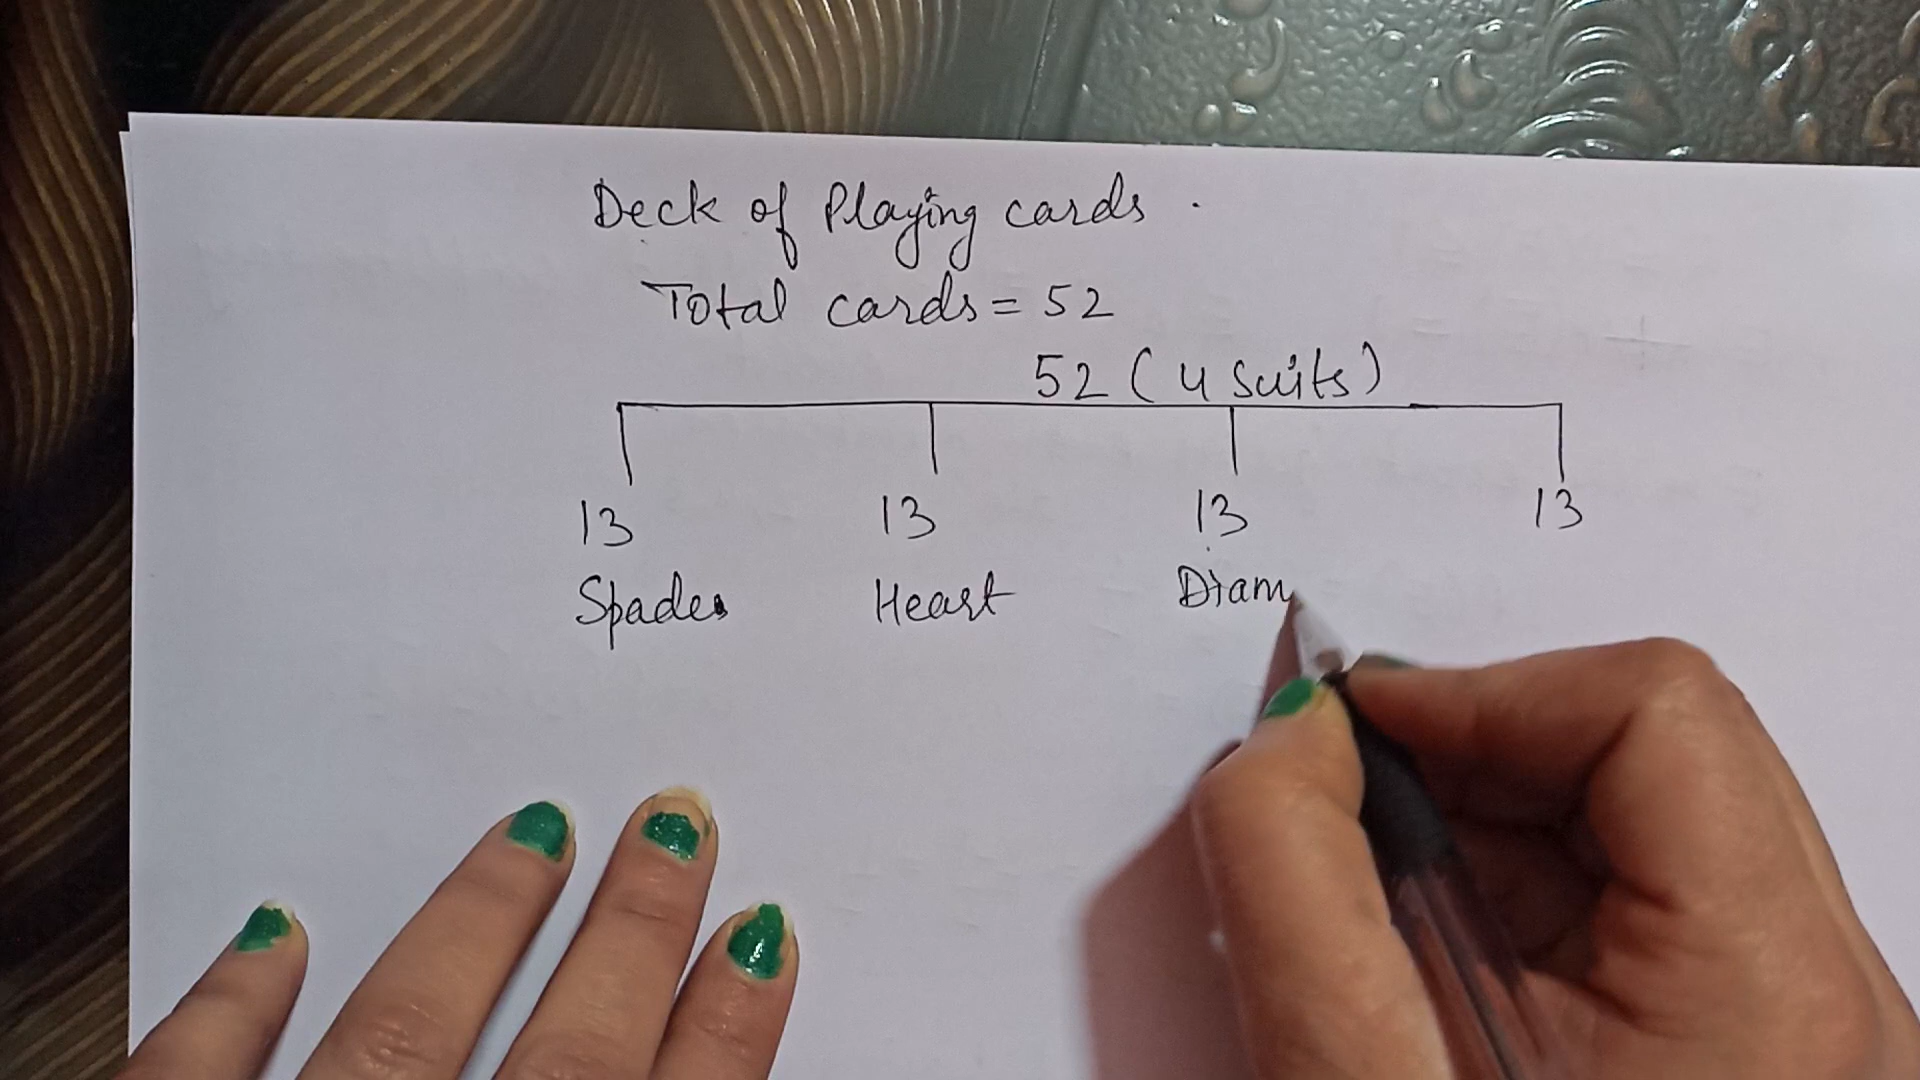 Deck of Playing cards .
Total cards = 52
52 ( 4 Suits )
13 13 13 13
Spades Heart Diam